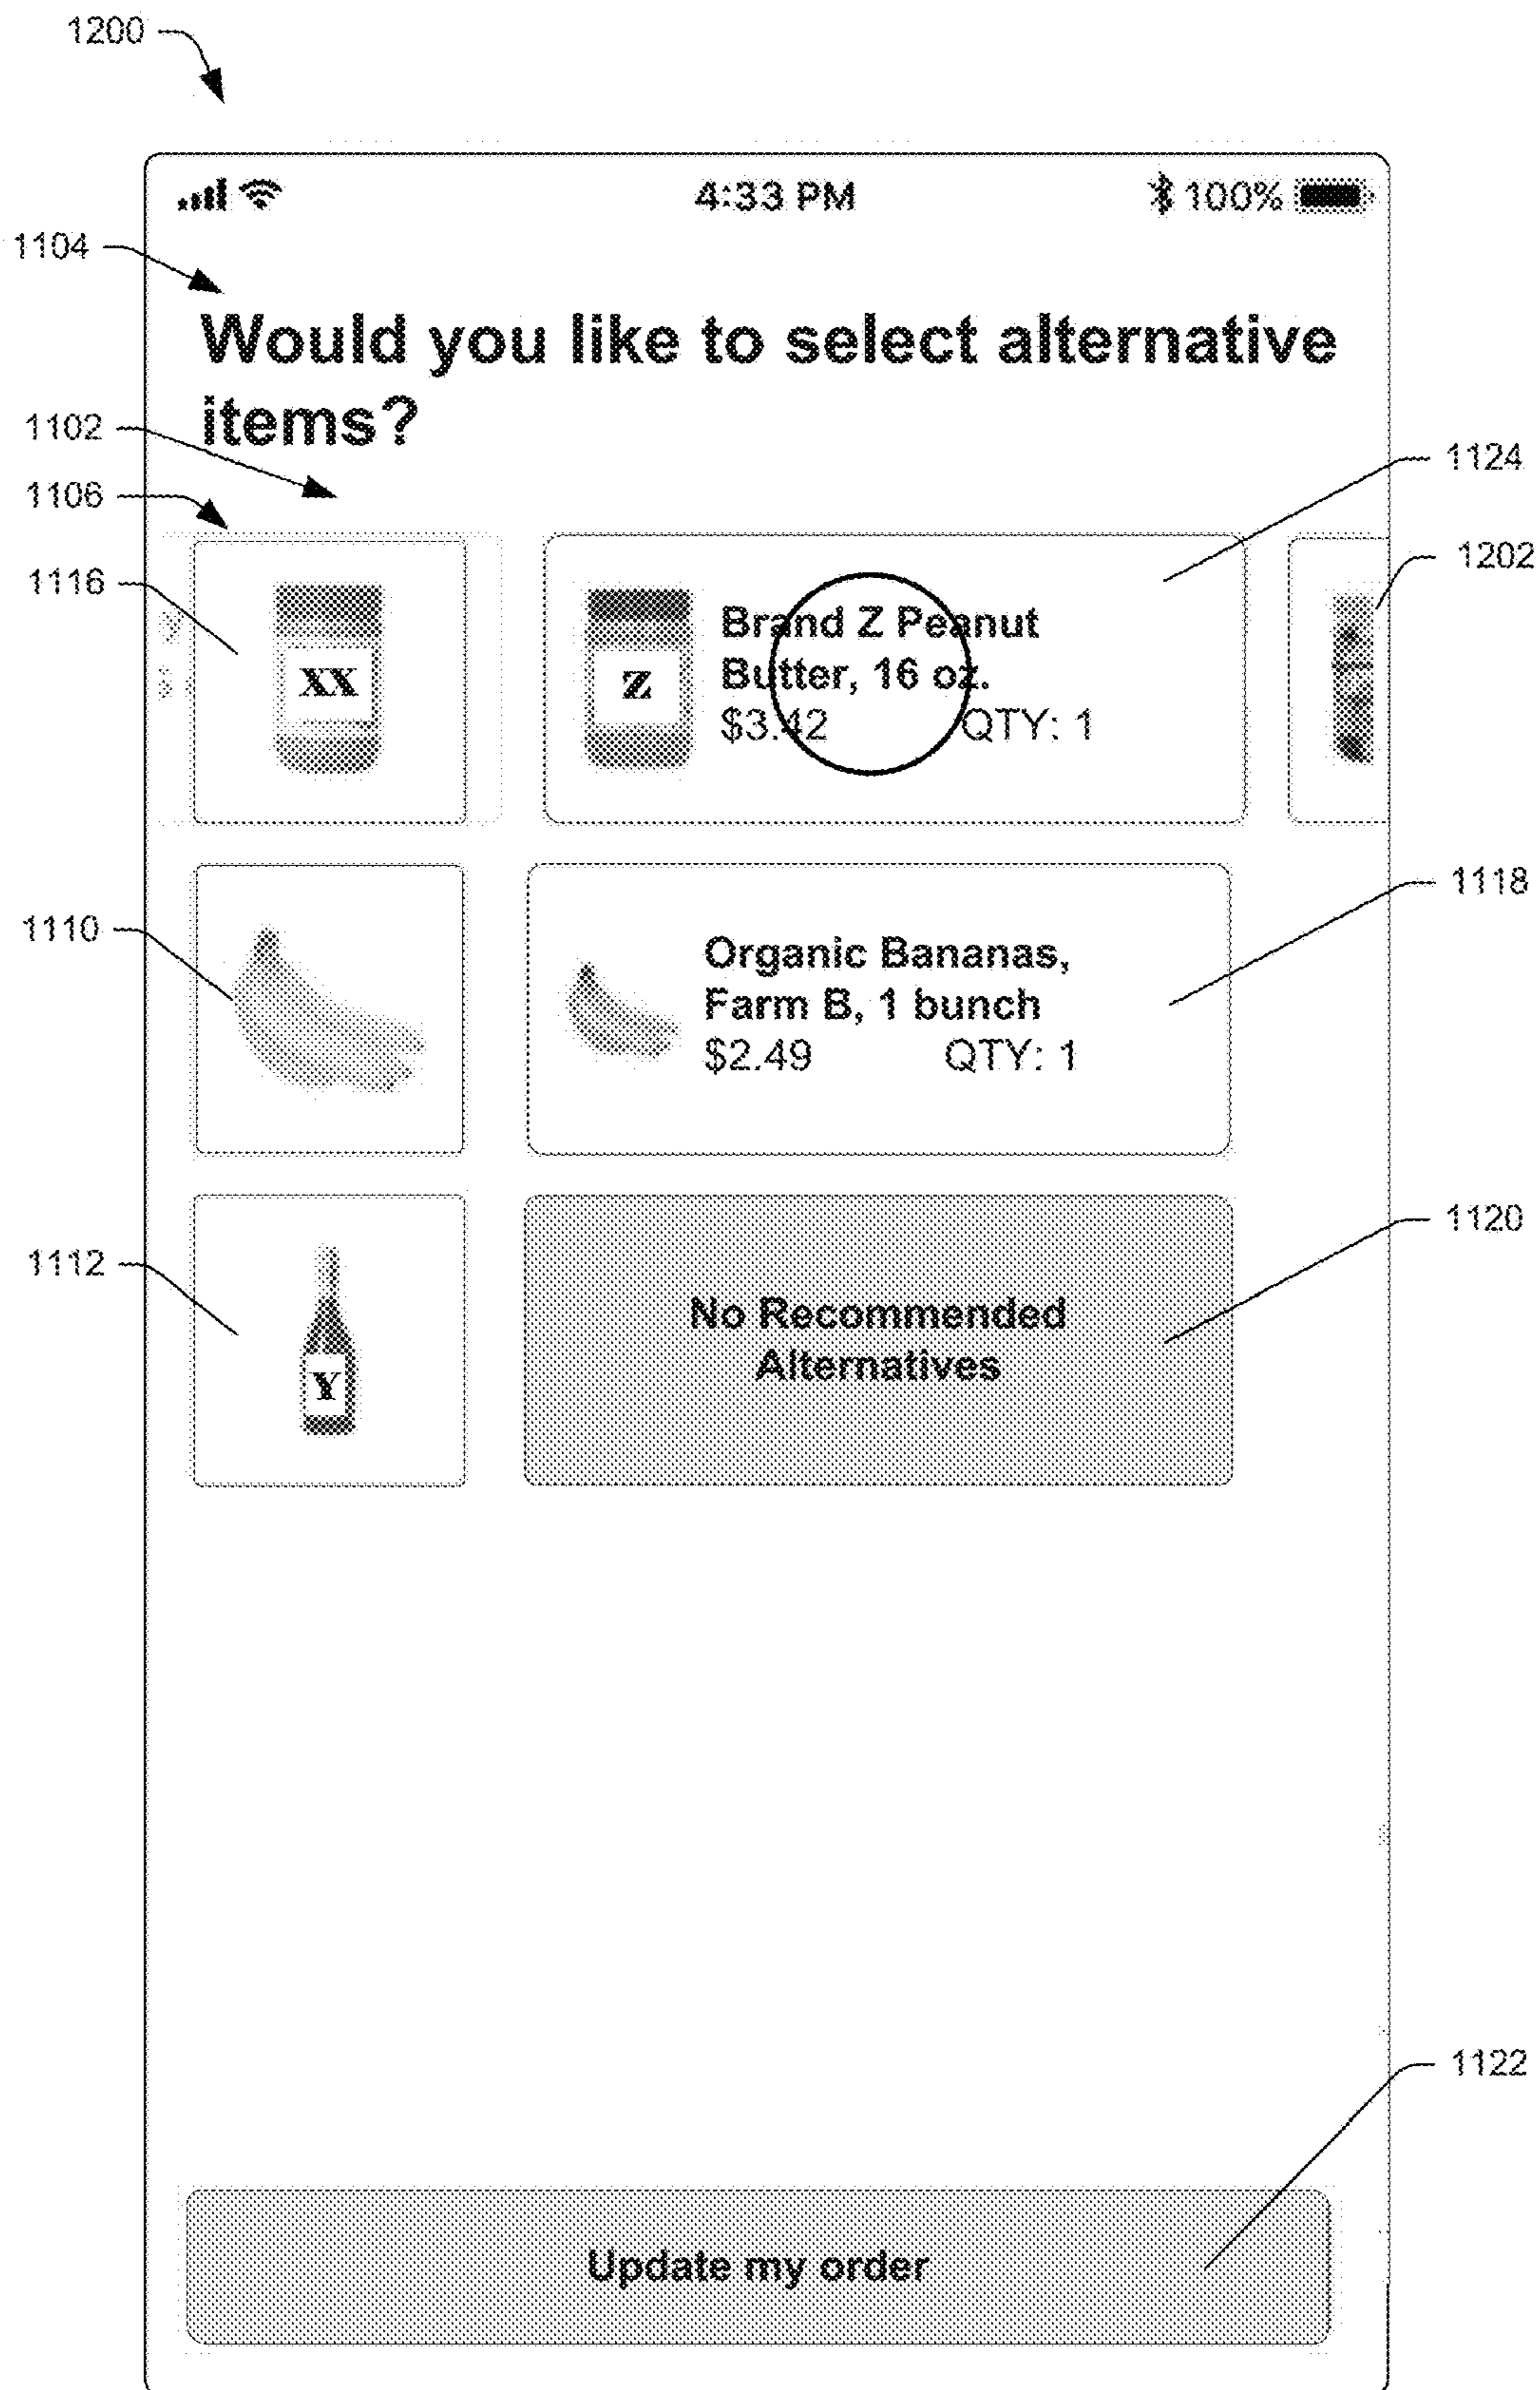 1200
4:33 PM
100%
1104
Would you like to select alternative
items?
1102
1106
1124
1202
1116
XX
Z
Brand Z Peanut
Butter, 16 oz.
$3.42 QTY: 1
1118
1110
Organic Bananas,
Farm B, 1 bunch
$2.49 QTY: 1
1120
1112
Y
No Recommended
Alternatives
1122
Update my order